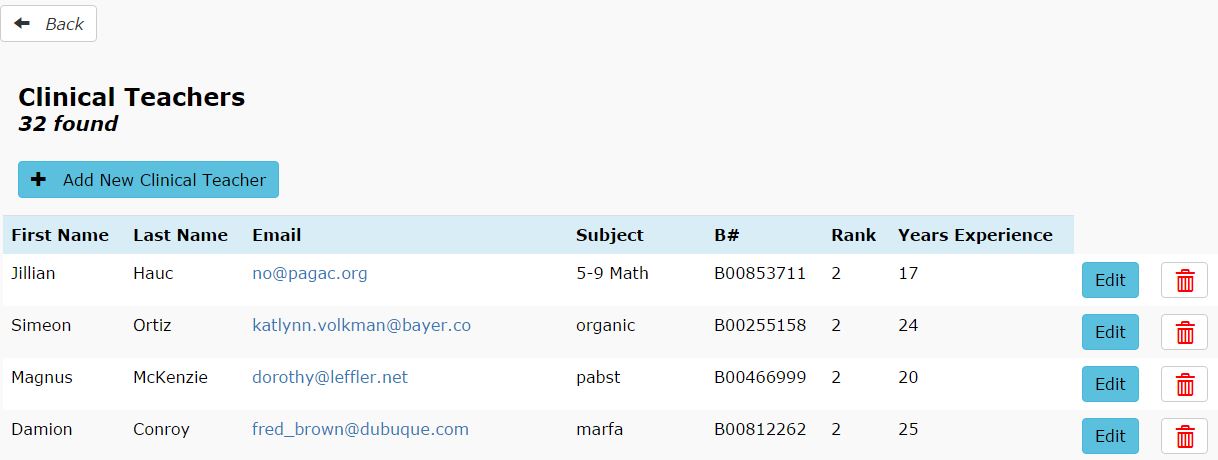 Back
Clinical Teachers
32 found
Add New Clinical Teacher
First Name Last Name Email Subject B# Rank Years Experience
Jillian Hauc no@pagac.org 5-9 Math B00853711 2 17 Edit
Simeon Ortiz katlynn.volkman@bayer.co organic B00255158 2 24 Edit
Magnus McKenzie dorothy@leffler.net pabst B00466999 2 20 Edit
Damion Conroy fred_brown@dubuque.com marfa B00812262 2 25 Edit